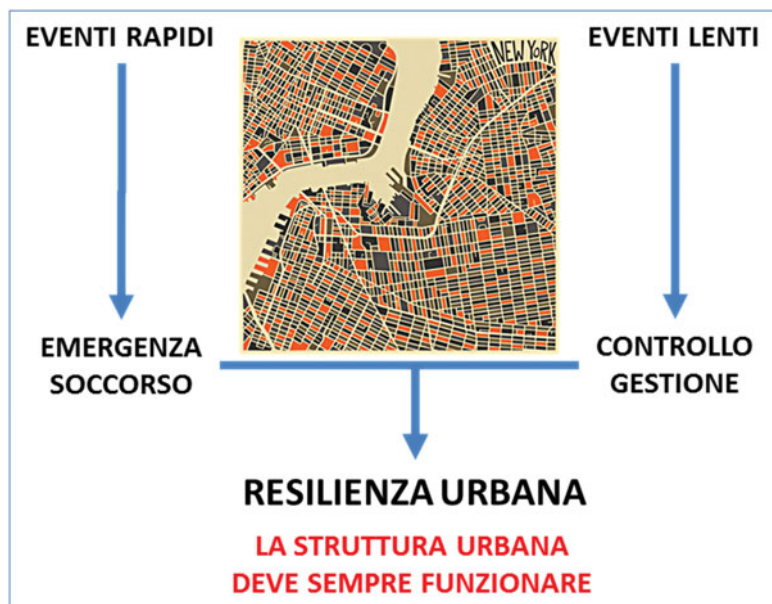 EVENTI RAPIDI
NEW YORK
EVENTI LENTI
EMERGENZA
SOCCORSO
CONTROLLO
GESTIONE
RESILIENZA URBANA
LA STRUTTURA URBANA
DEVE SEMPRE FUNZIONARE